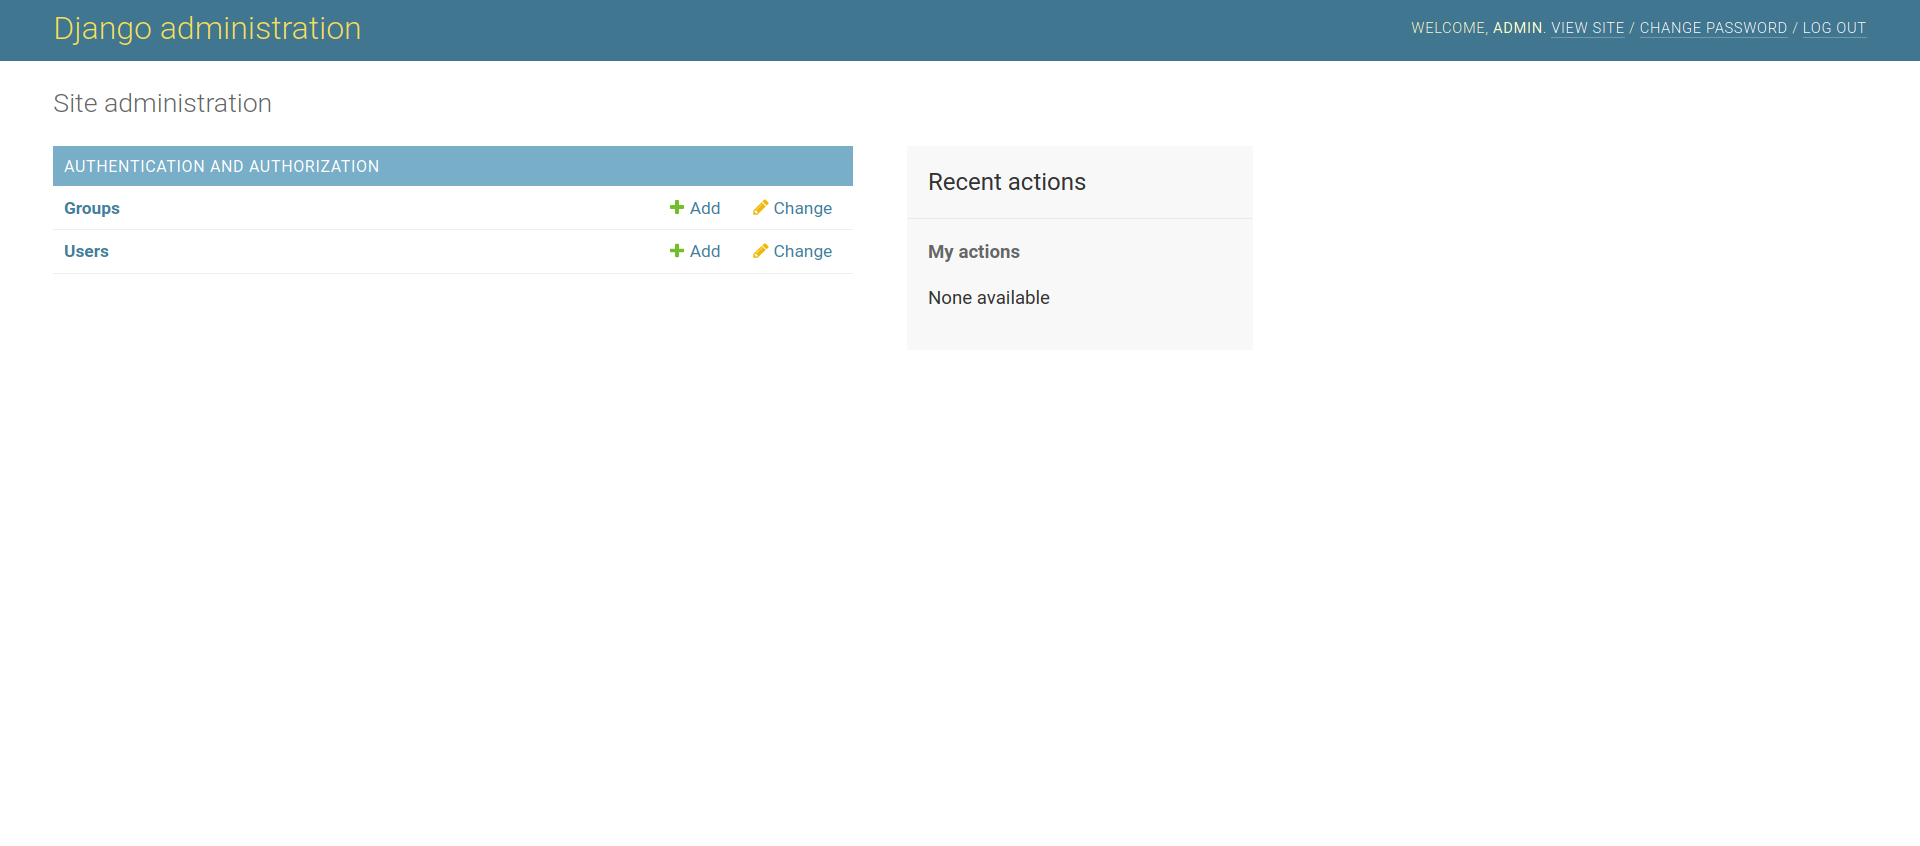 Django administration
WELCOME, ADMIN. VIEW SITE / CHANGE PASSWORD / LOG OUT
Site administration
AUTHENTICATION AND AUTHORIZATION
Groups Add Change
Users Add Change
Recent actions
My actions
None available